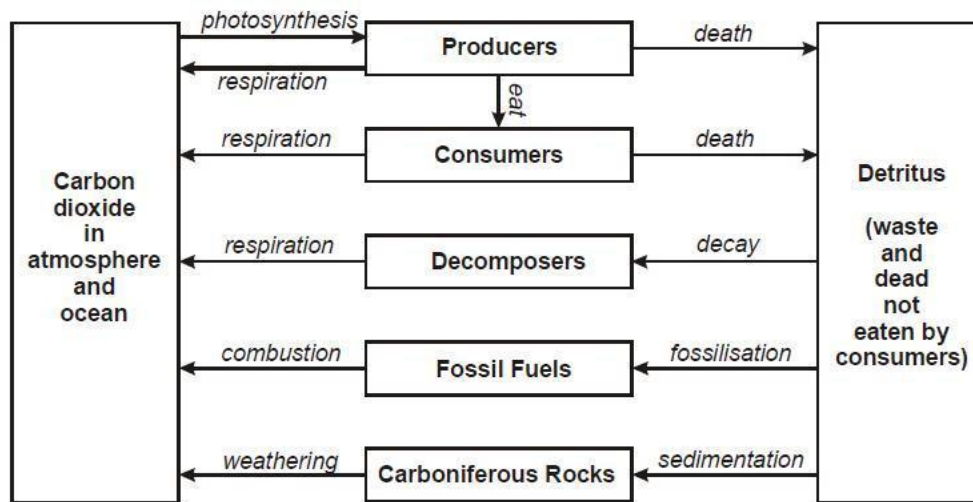 photosynthesis
Producers
death
respiration
eat
respiration
Consumers
death
Carbon
dioxide
in
atmosphere
and
ocean
Detritus
(waste
and
dead
not
eaten by
consumers)
respiration
Decomposers
decay
combustion
Fossil Fuels
fossilisation
weathering
Carboniferous Rocks
sedimentation